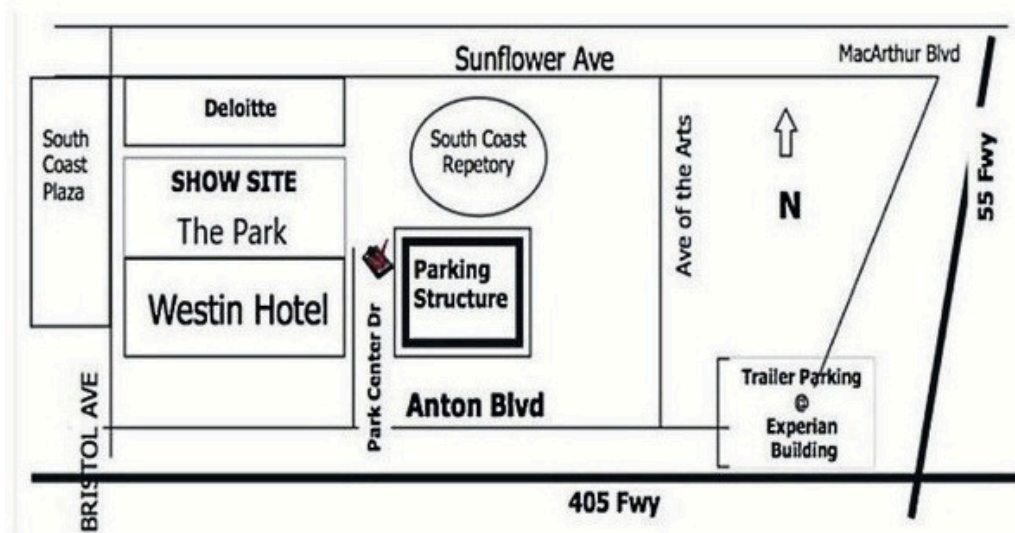 Sunflower Ave
MacArthur Blvd
South
Coast
Plaza
Deloitte
South Coast
Repetory
SHOW SITE
The Park
Westin Hotel
Parking
Structure
Park Center Dr
Ave of the Arts
N
55 Fwy
Trailer Parking
@
Experian
Building
Anton Blvd
BRISTOL AVE
405 Fwy